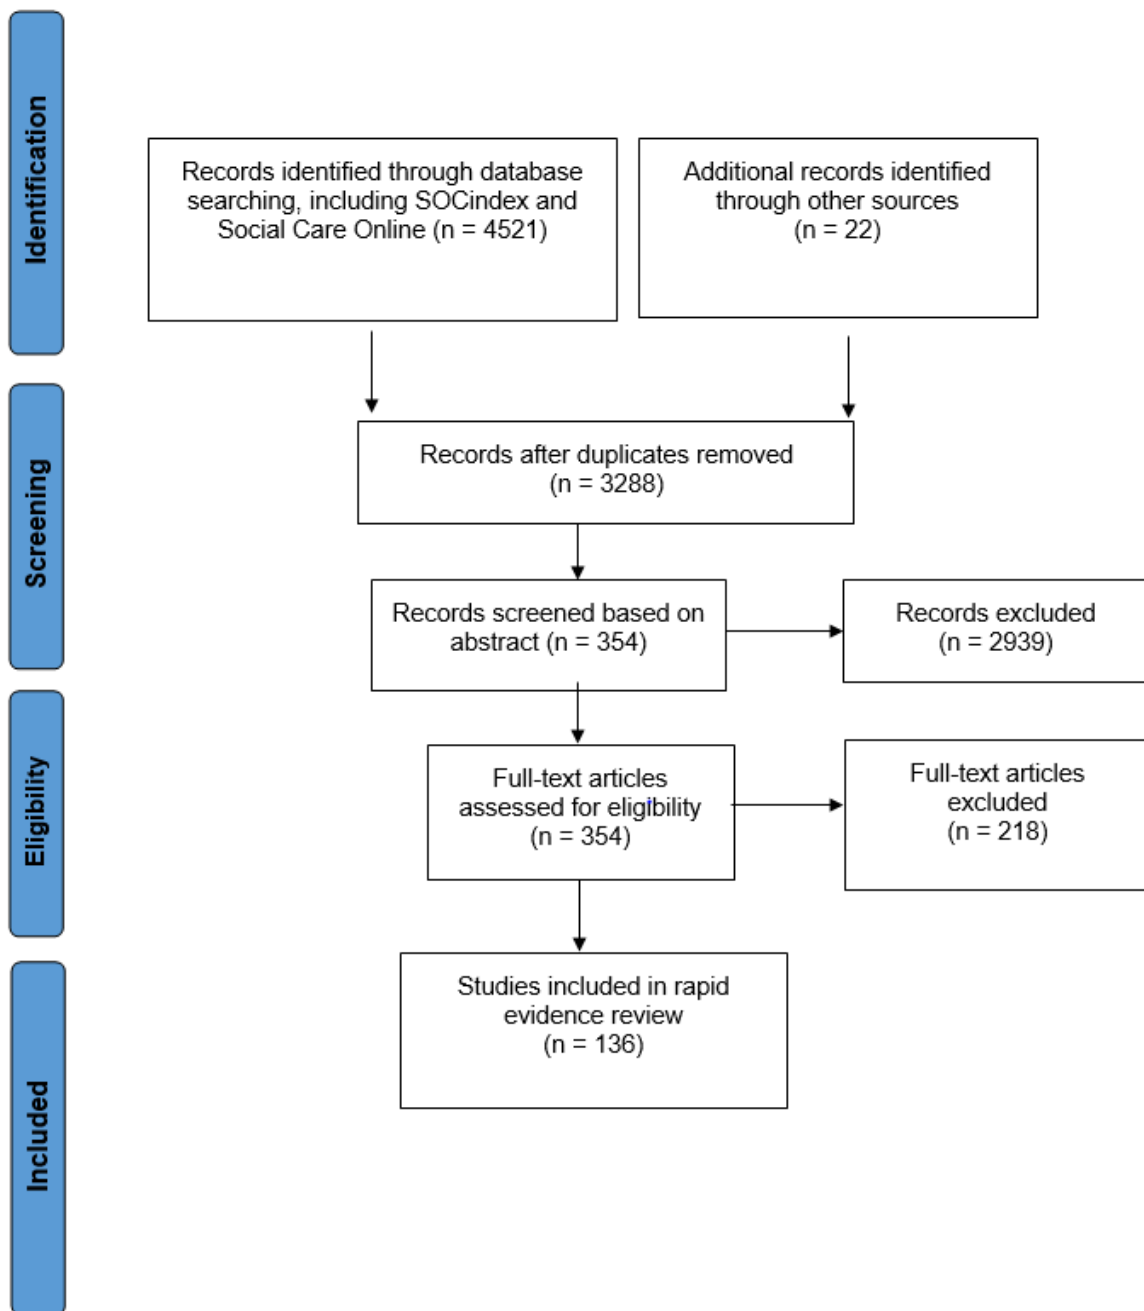 Identification
Records identified through database
searching, including SOCindex and
Social Care Online (n = 4521)
Additional records identified
through other sources
(n = 22)
Screening
Records after duplicates removed
(n = 3288)
Records screened based on
abstract (n = 354)
Records excluded
(n = 2939)
Eligibility
Full-text articles
assessed for eligibility
(n = 354)
Full-text articles
excluded
(n = 218)
Included
Studies included in rapid
evidence review
(n = 136)